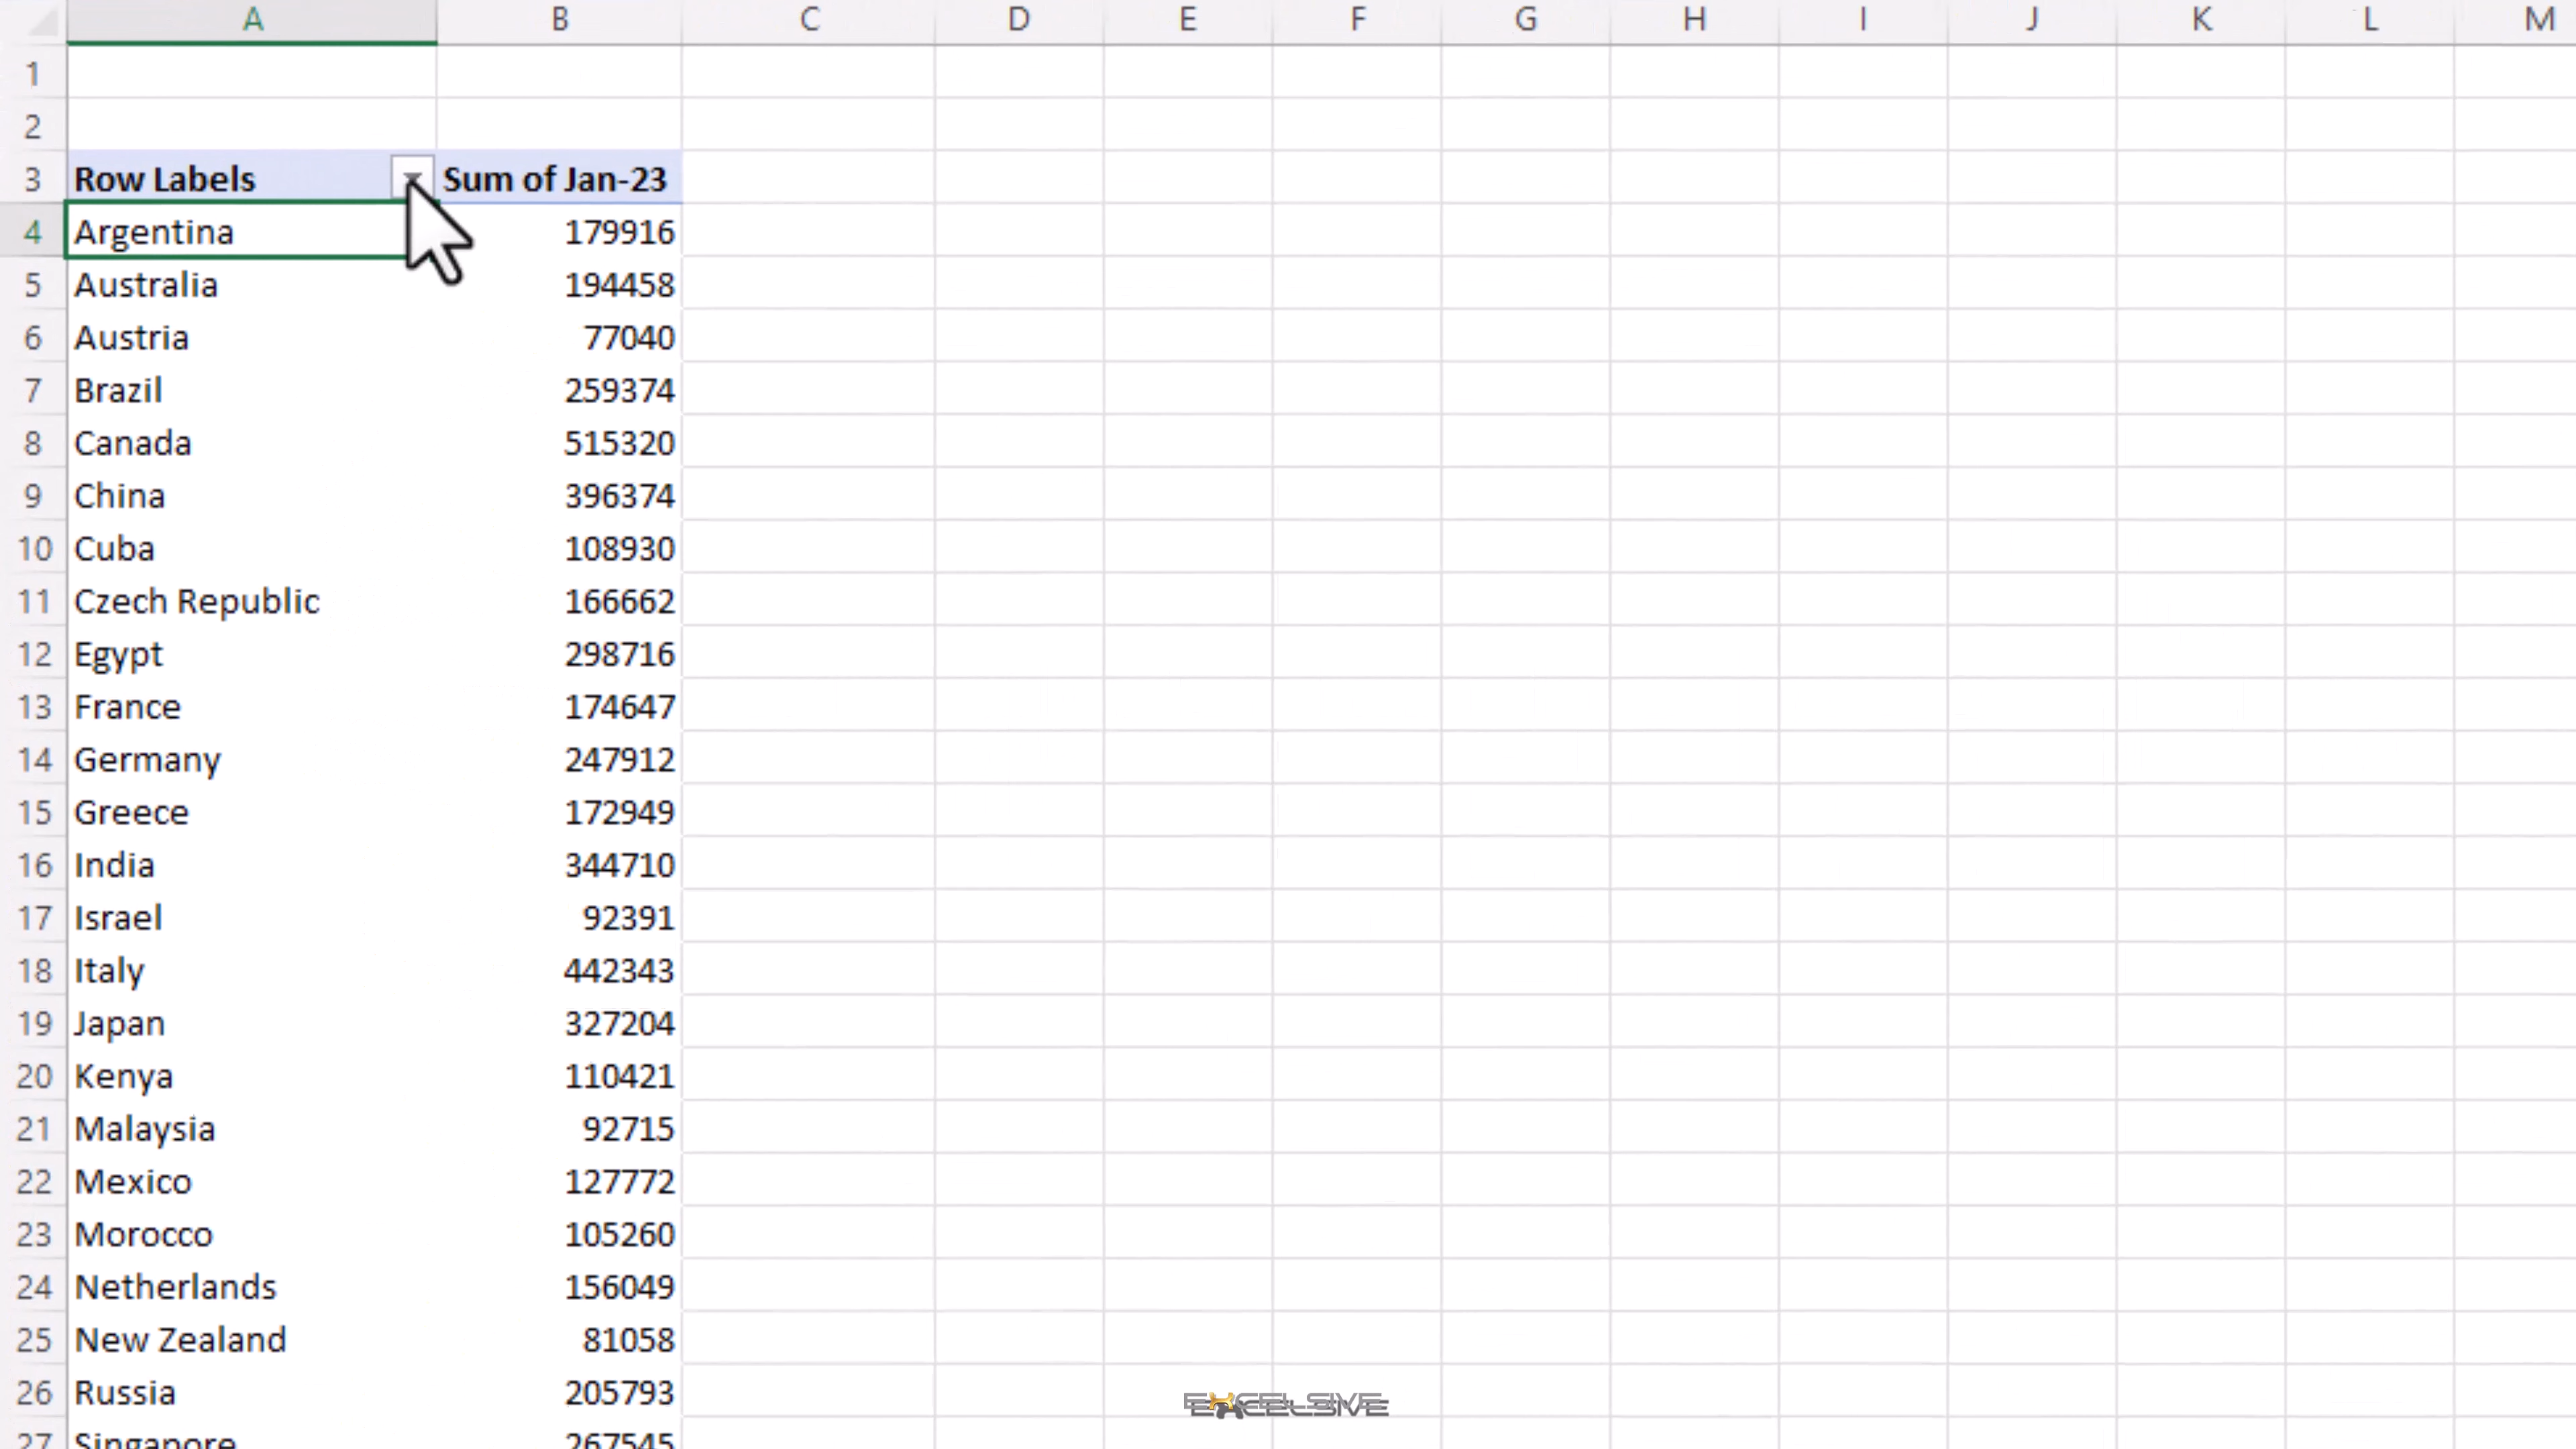 A B C D E F G H I J K L M
1
2
3 Row Labels Sum of Jan-23
4 Argentina 179916
5 Australia 194458
6 Austria 77040
7 Brazil 259374
8 Canada 515320
9 China 396374
10 Cuba 108930
11 Czech Republic 166662
12 Egypt 298716
13 France 174647
14 Germany 247912
15 Greece 172949
16 India 344710
17 Israel 92391
18 Italy 442343
19 Japan 327204
20 Kenya 110421
21 Malaysia 92715
22 Mexico 127772
23 Morocco 105260
24 Netherlands 156049
25 New Zealand 81058
26 Russia 205793
27 Singapore 267545
EXCELSIVE